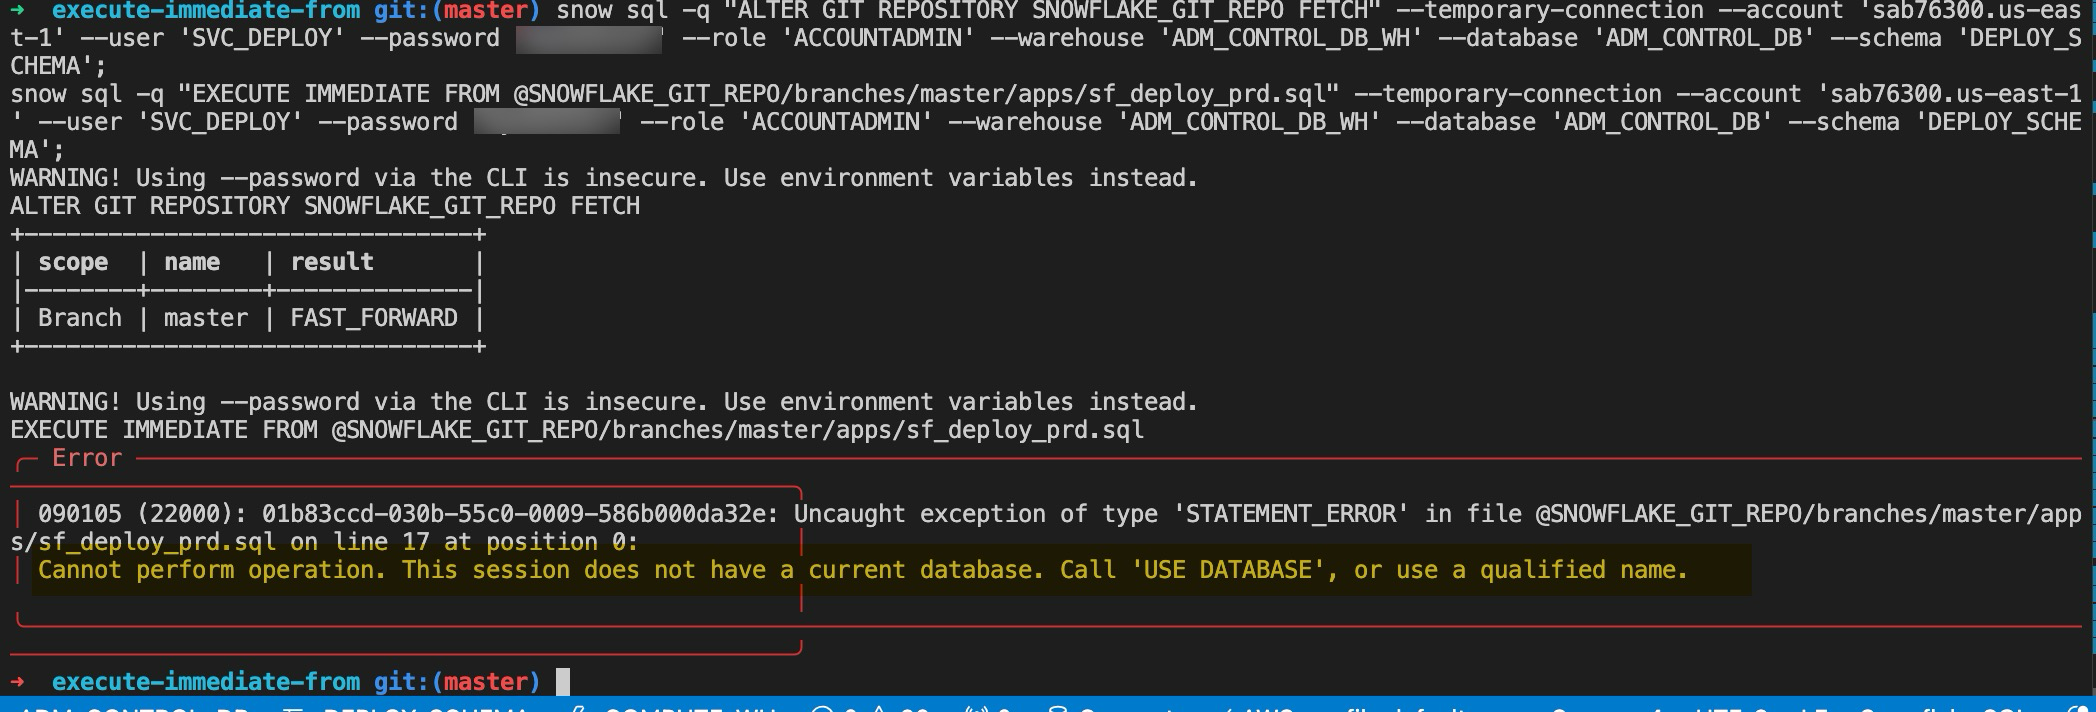 → execute-immediate-from git:(master) snow sql -q "ALTER GIT REPOSITORY SNOWFLAKE_GIT_REPO FETCH" --temporary-connection --account 'sab76300.us-eas
t-1' --user 'SVC_DEPLOY' --password ' --role 'ACCOUNTADMIN' --warehouse 'ADM_CONTROL_DB_WH' --database 'ADM_CONTROL_DB' --schema 'DEPLOY_S
CHEMA';
snow sql -q "EXECUTE IMMEDIATE FROM @SNOWFLAKE_GIT_REPO/branches/master/apps/sf_deploy_prd.sql" --temporary-connection --account 'sab76300.us-east-1
' --user 'SVC_DEPLOY' --password ' --role 'ACCOUNTADMIN' --warehouse 'ADM_CONTROL_DB_WH' --database 'ADM_CONTROL_DB' --schema 'DEPLOY_SCHE
MA';
WARNING! Using --password via the CLI is insecure. Use environment variables instead.
ALTER GIT REPOSITORY SNOWFLAKE_GIT_REPO FETCH
+--------------------------------+
| scope | name | result |
|--------+--------+--------------|
| Branch | master | FAST_FORWARD |
+--------------------------------+
WARNING! Using --password via the CLI is insecure. Use environment variables instead.
EXECUTE IMMEDIATE FROM @SNOWFLAKE_GIT_REPO/branches/master/apps/sf_deploy_prd.sql
Error
090105 (22000): 01b83ccd-030b-55c0-0009-586b000da32e: Uncaught exception of type 'STATEMENT_ERROR' in file @SNOWFLAKE_GIT_REPO/branches/master/app
s/sf_deploy_prd.sql on line 17 at position 0:
Cannot perform operation. This session does not have a current database. Call 'USE DATABASE', or use a qualified name.
→ execute-immediate-from git:(master)